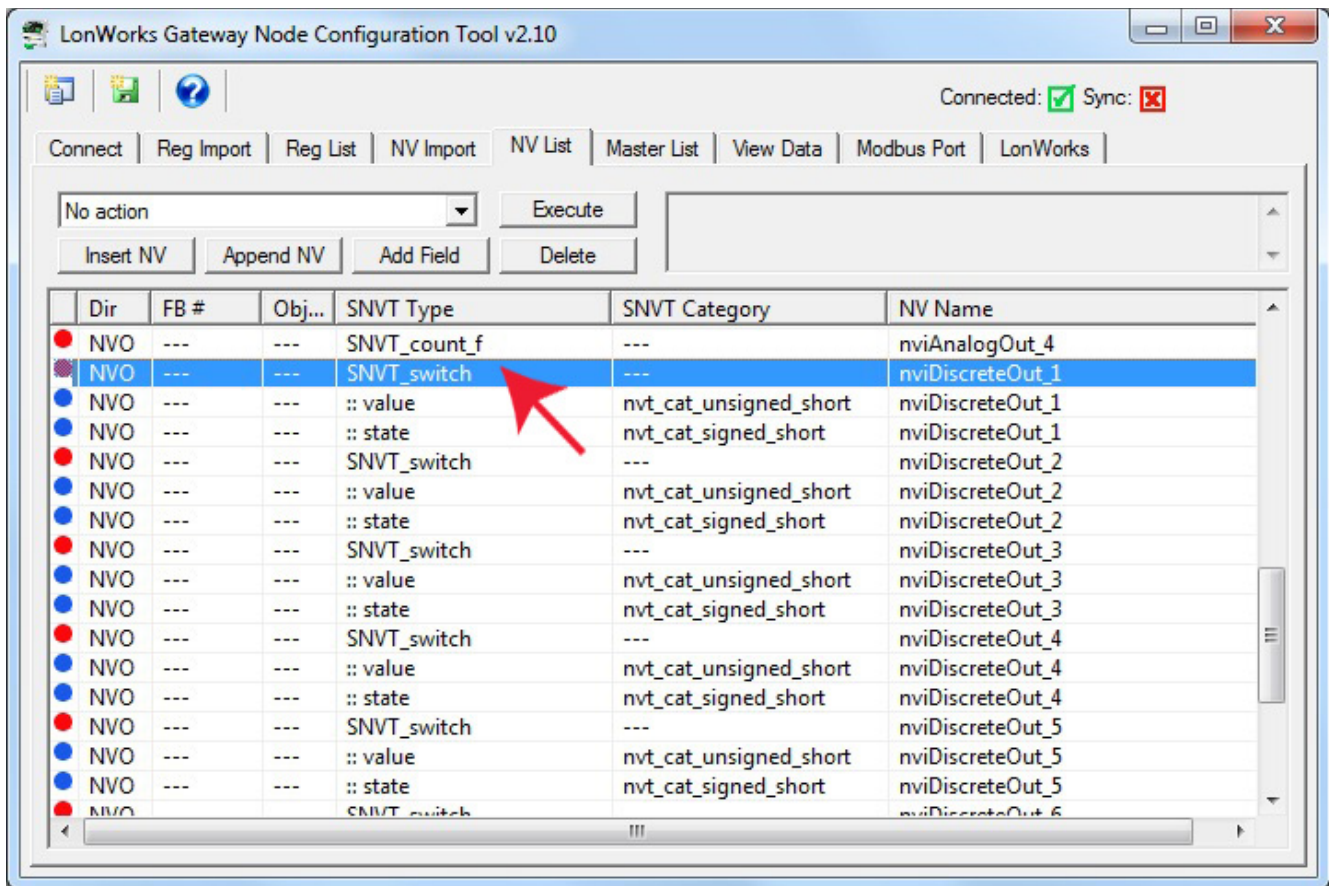 LonWorks Gateway Node Configuration Tool v2.10
Connected: Sync:
Connect Reg Import Reg List NV Import NV List Master List View Data Modbus Port LonWorks
No action Execute
Insert NV Append NV Add Field Delete
Dir FB # Obj... SNVT Type SNVT Category NV Name
NVO --- --- SNVT_count_f --- nviAnalogOut_4
NVO --- --- SNVT_switch --- nviDiscreteOut_1
NVO --- --- :: value nvt_cat_unsigned_short nviDiscreteOut_1
NVO --- --- :: state nvt_cat_signed_short nviDiscreteOut_1
NVO --- --- SNVT_switch --- nviDiscreteOut_2
NVO --- --- :: value nvt_cat_unsigned_short nviDiscreteOut_2
NVO --- --- :: state nvt_cat_signed_short nviDiscreteOut_2
NVO --- --- SNVT_switch --- nviDiscreteOut_3
NVO --- --- :: value nvt_cat_unsigned_short nviDiscreteOut_3
NVO --- --- :: state nvt_cat_signed_short nviDiscreteOut_3
NVO --- --- SNVT_switch --- nviDiscreteOut_4
NVO --- --- :: value nvt_cat_unsigned_short nviDiscreteOut_4
NVO --- --- :: state nvt_cat_signed_short nviDiscreteOut_4
NVO --- --- SNVT_switch --- nviDiscreteOut_5
NVO --- --- :: value nvt_cat_unsigned_short nviDiscreteOut_5
NVO --- --- :: state nvt_cat_signed_short nviDiscreteOut_5
NVO SNVT_switch nviDiscreteOut_6